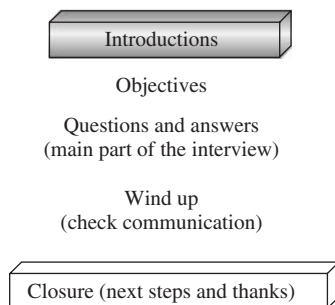 Introductions
Objectives
Questions and answers
(main part of the interview)
Wind up
(check communication)
Closure (next steps and thanks)